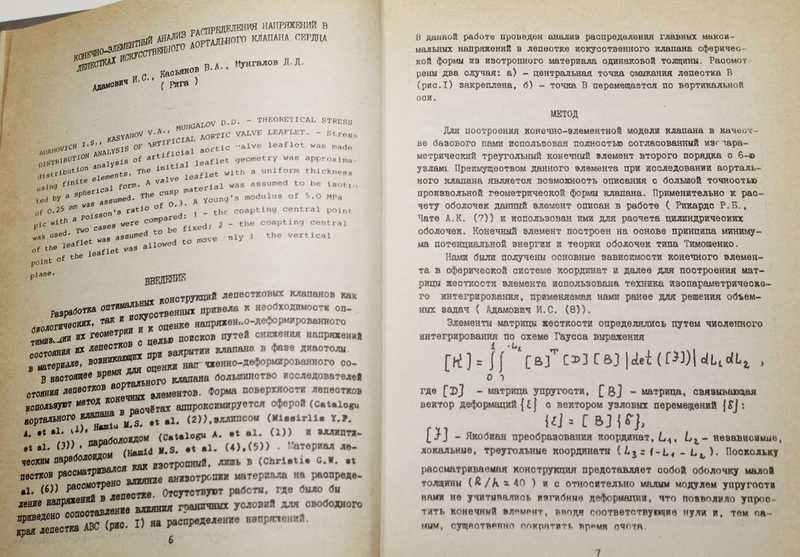 КОНЕЧНО-ЭЛЕМЕНТНЫЙ АНАЛИЗ РАСПРЕДЕЛЕНИЯ НАПРЯЖЕНИЙ В
ЛЕПЕСТКАХ ИСКУССТВЕННОГО АОРТАЛЬНОГО КЛАПАНА СЕРДЦА
Адамович И.С., Касьянов В.А., Мунгалов Д.Д.
( Рига )
ADAMOVICH I.S., KASYANOV V.A., MUNGALOV D.D. - THEORETICAL STRESS
DISTRIBUTION ANALYSIS OF ARTIFICIAL AORTIC VALVE LEAFLET. - Stress
distribution analysis of artificial aortic valve leaflet was made
using finite elements. The initial leaflet geometry was approxima-
ted by a spherical form. A valve leaflet with a uniform thickness
of 0.25 mm was assumed. The cusp material was assumed to be isotro-
pic with a Poisson's ratio of 0.3. A Young's modulus of 5.0 MPa
was used. Two cases were compared: 1 - the coapting central point
of the leaflet was assumed to be fixed; 2 - the coapting central
point of the leaflet was allowed to move the vertical
plane.
ВВЕДЕНИЕ
Разработка оптимальных конструкций лепестковых клапанов как
биологических, так и искусственных привела к необходимости оп-
их геометрии и к оценке напряженно-деформированного
состояния их лепестков с целью поисков путей снижения напряжений
в материале, возникающих при закрытии клапана в фазе диастолы.
В настоящее время для оценки напряженно-деформированного со-
стояния лепестков аортального клапана большинство исследователей
используют метод конечных элементов. Форма поверхности лепестков
аортального клапана в расчётах аппроксимируется сферой (Catalogu
A. et al. (1), Hamid M.S. et al. (2)),эллипсом (Missirlis Y.P.
et al. (3)) , параболоидом (Catalogu A. et al. (1)) и эллипти-
ческим параболоидом (Hamid M.S. et al. (4),(5)) . Материал ле-
пестков рассматривался как изотропный, лишь в (Christie G.W. et
al. (6)) рассмотрено влияние анизотропии материала на распреде-
ление напряжений в лепестке. Отсутствуют работы, где было бы
приведено сопоставление влияния граничных условий для свободного
края лепестка АВС (рис. I) на распределение напряжений.
6
В данной работе проведен анализ распределения главных макси-
мальных напряжений в лепестке искусственного клапана сферичес-
кой формы из изотропного материала одинаковой толщины. Рассмот-
рены два случая: а) - центральная точка смыкания лепестка В
(рис.I) закреплена, б) - точка В перемещается по вертикальной
оси.
МЕТОД
Для построения конечно-элементной модели клапана в качест-
ве базового нами использован полностью согласованный изопара-
метрический треугольный конечный элемент второго порядка с 6-ю
узлами. Преимуществом данного элемента при исследовании аорталь-
ного клапана является возможность описания с большой точностью
произвольной геометрической формы клапана. Применительно к рас-
чету оболочек данный элемент описан в работе ( Рикардс Р.Б.,
Чате А.К. (7)) и использован ими для расчета цилиндрических
оболочек. Конечный элемент построен на основе принципа миниму-
ма потенциальной энергии и теории оболочек типа Тимошенко.
Нами были получены основные зависимости конечного элемен-
та в сферической системе координат и далее для построения мат-
рицы жесткости элемента использована техника изопараметрическо-
го интегрирования, применяемая нами ранее для решения объем-
ных задач ( Адамович И.С. (8)).
Элементы матрицы жесткости определялись путем численного
интегрирования по схеме Гаусса выражения
[K] = ∫∫ [B]ᵀ [D] [B] |det([J])| dL₁dL₂ ,
где [D] - матрица упругости, [B] - матрица, связывающая
вектор деформаций {ε} с вектором узловых перемещений {δ}:
{ε} = [B]{δ},
[J] - Якобиан преобразования координат, L₁, L₂ - независимые,
локальные, треугольные координаты (L₃ = 1-L₁ - L₂). Поскольку
рассматриваемая конструкция представляет собой оболочку малой
толщины (R/h ≥ 40 ) и с относительно малым модулем упругости
нами не учитывались изгибные деформации, что позволило упрос-
тить конечный элемент, вводя соответствующие нули и, тем са-
мым, существенно сократить время счета.
7